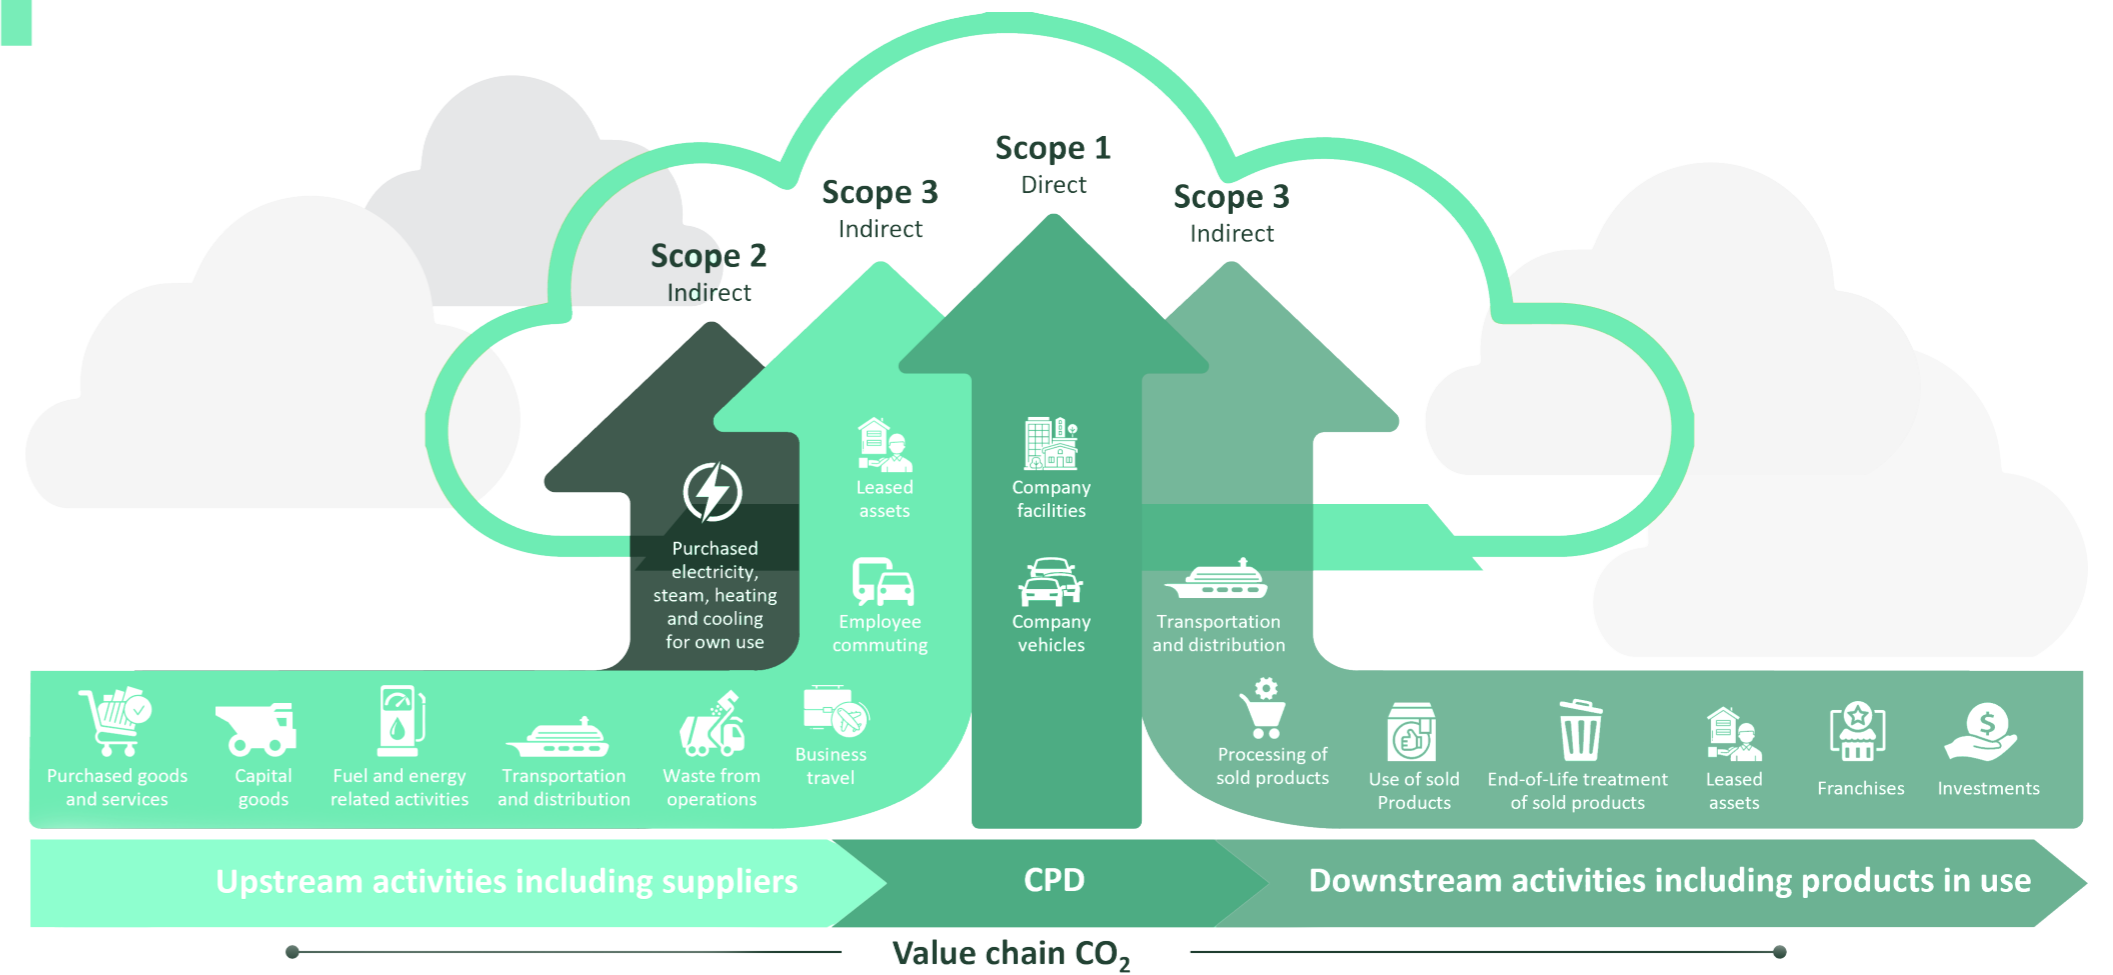 Scope 1
Direct
Scope 3
Indirect
Scope 3
Indirect
Scope 2
Indirect
Purchased
electricity,
steam, heating
and cooling
for own use
Leased
assets
Employee
commuting
Company
facilities
Company
vehicles
Transportation
and distribution
Purchased goods
and services
Capital
goods
Fuel and energy
related activities
Transportation
and distribution
Waste from
operations
Business
travel
Processing of
sold products
Use of sold
Products
End-of-Life treatment
of sold products
Leased
assets
Franchises
Investments
Upstream activities including suppliers
CPD
Downstream activities including products in use
Value chain CO₂